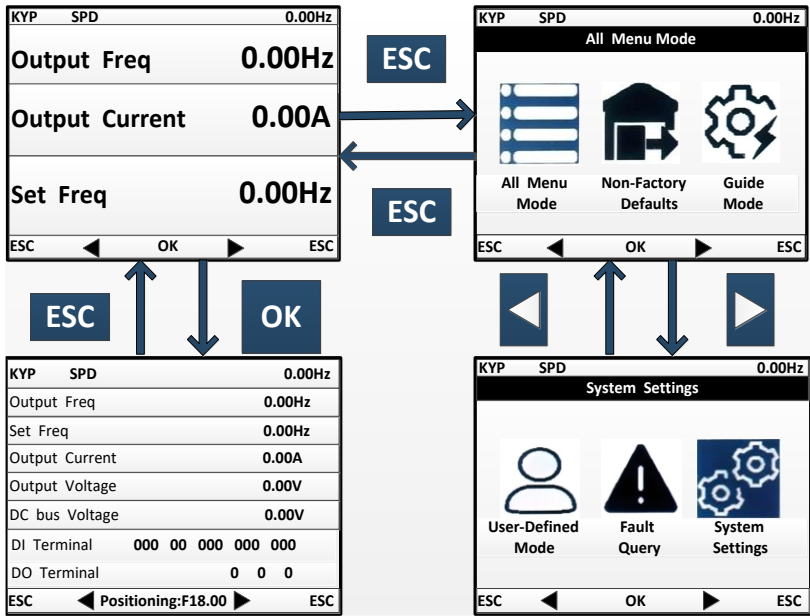 KYP SPD 0.00Hz
Output Freq 0.00Hz
Output Current 0.00A
Set Freq 0.00Hz
ESC OK ESC
ESC
ESC
KYP SPD 0.00Hz
All Menu Mode
All Menu Non-Factory Guide
Mode Defaults Mode
ESC OK ESC
ESC
OK
KYP SPD 0.00Hz
Output Freq 0.00Hz
Set Freq 0.00Hz
Output Current 0.00A
Output Voltage 0.00V
DC bus Voltage 0.00V
DI Terminal 000 00 000 000 000
DO Terminal 0 0 0
ESC Positioning:F18.00 ESC
KYP SPD 0.00Hz
System Settings
User-Defined Fault System
Mode Query Settings
ESC OK ESC